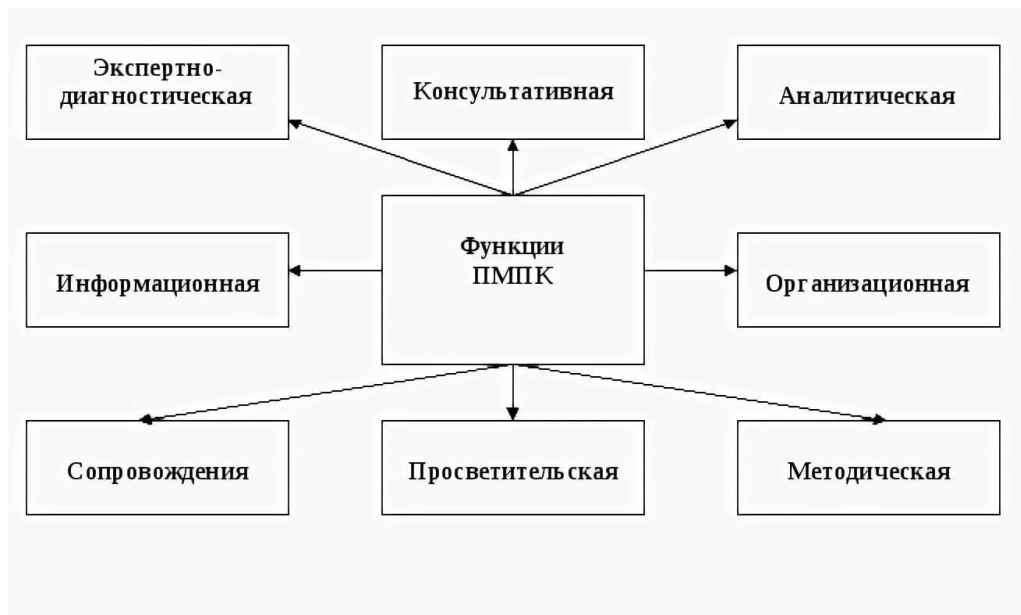 Экспертно-
диагностическая
Консультативная
Аналитическая
Функции
ПМПК
Информационная
Организационная
Сопровождения
Просветительская
Методическая